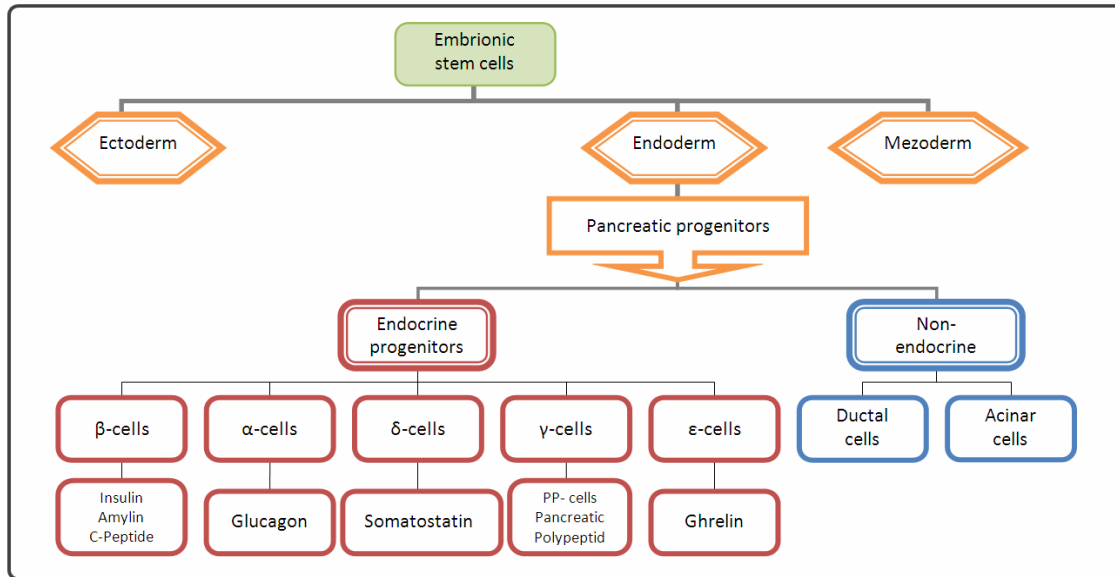 Embrionic
stem cells
Ectoderm
Endoderm
Mezoderm
Pancreatic progenitors
Endocrine
progenitors
Non-
endocrine
β-cells
α-cells
δ-cells
γ-cells
ε-cells
Ductal
cells
Acinar
cells
Insulin
Amylin
C-Peptide
Glucagon
Somatostatin
PP- cells
Pancreatic
Polypeptid
Ghrelin